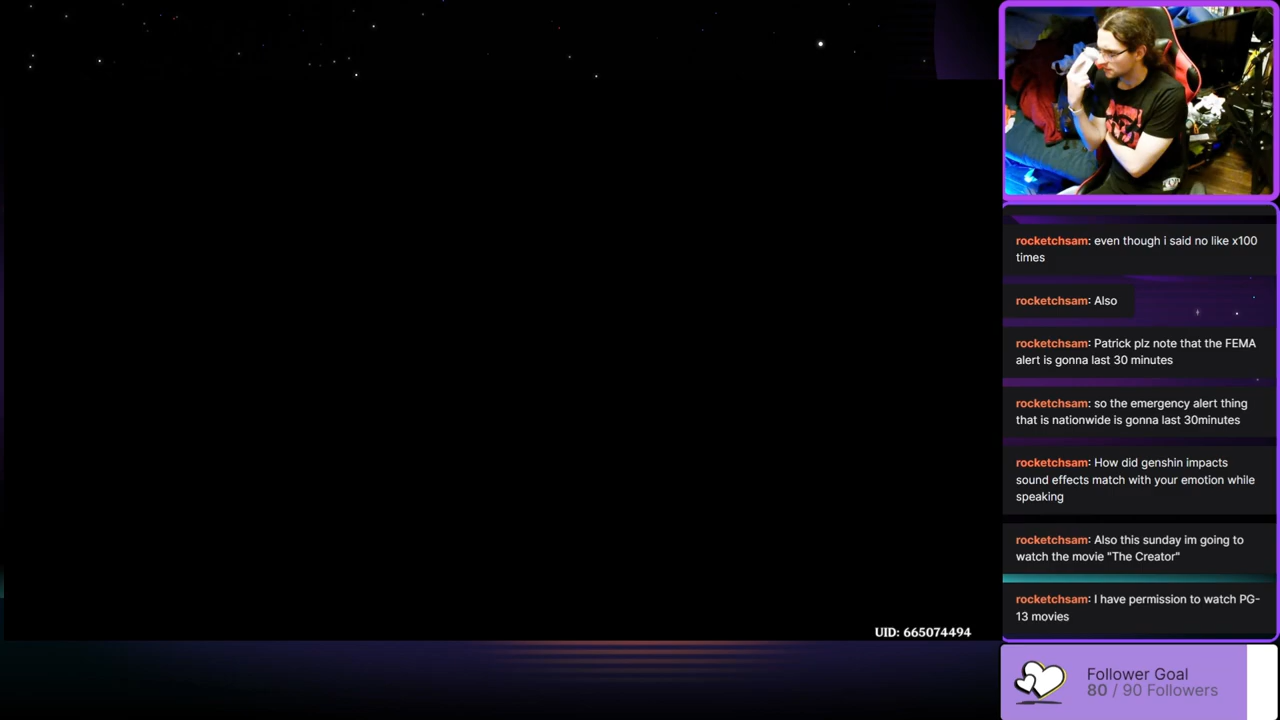 rocketchsam: even though i said no like x100
times
rocketchsam: Also
rocketchsam: Patrick plz note that the FEMA
alert is gonna last 30 minutes
rocketchsam: so the emergency alert thing
that is nationwide is gonna last 30minutes
rocketchsam: How did genshin impacts
sound effects match with your emotion while
speaking
rocketchsam: Also this sunday im going to
watch the movie "The Creator"
rocketchsam: I have permission to watch PG-
13 movies
UID: 665074494
Follower Goal
80 / 90 Followers